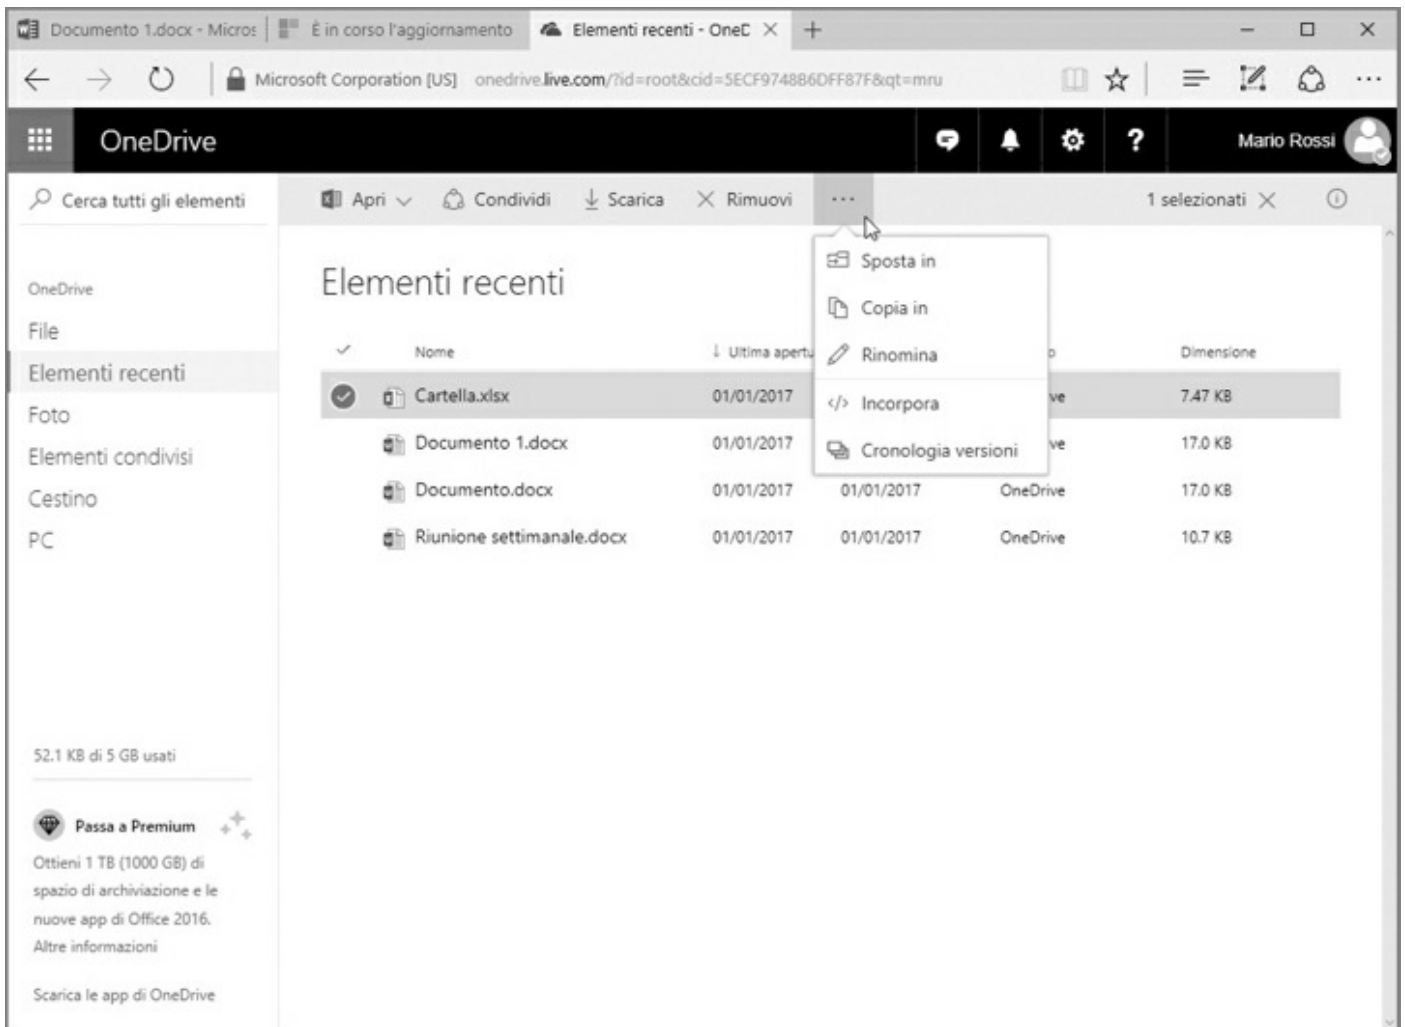 Documento 1.docx - Micros
È in corso l'aggiornamento
Elementi recenti - OneD
Microsoft Corporation [US] onedrive.live.com/?id=root&cid=5ECF9748B6DFF87F&qt=mru
OneDrive
Mario Rossi
Cerca tutti gli elementi
Apri Condividi Scarica Rimuovi ... 1 selezionati
OneDrive
File
Elementi recenti
Foto
Elementi condivisi
Cestino
PC
52.1 KB di 5 GB usati
Passa a Premium
Ottieni 1 TB (1000 GB) di
spazio di archiviazione e le
nuove app di Office 2016.
Altre informazioni
Scarica le app di OneDrive
Elementi recenti
Nome Ultima apertu o Dimensione
Cartella.xlsx 01/01/2017 ve 7.47 KB
Documento 1.docx 01/01/2017 ve 17.0 KB
Documento.docx 01/01/2017 01/01/2017 OneDrive 17.0 KB
Riunione settimanale.docx 01/01/2017 01/01/2017 OneDrive 10.7 KB
Sposta in
Copia in
Rinomina
Incorpora
Cronologia versioni